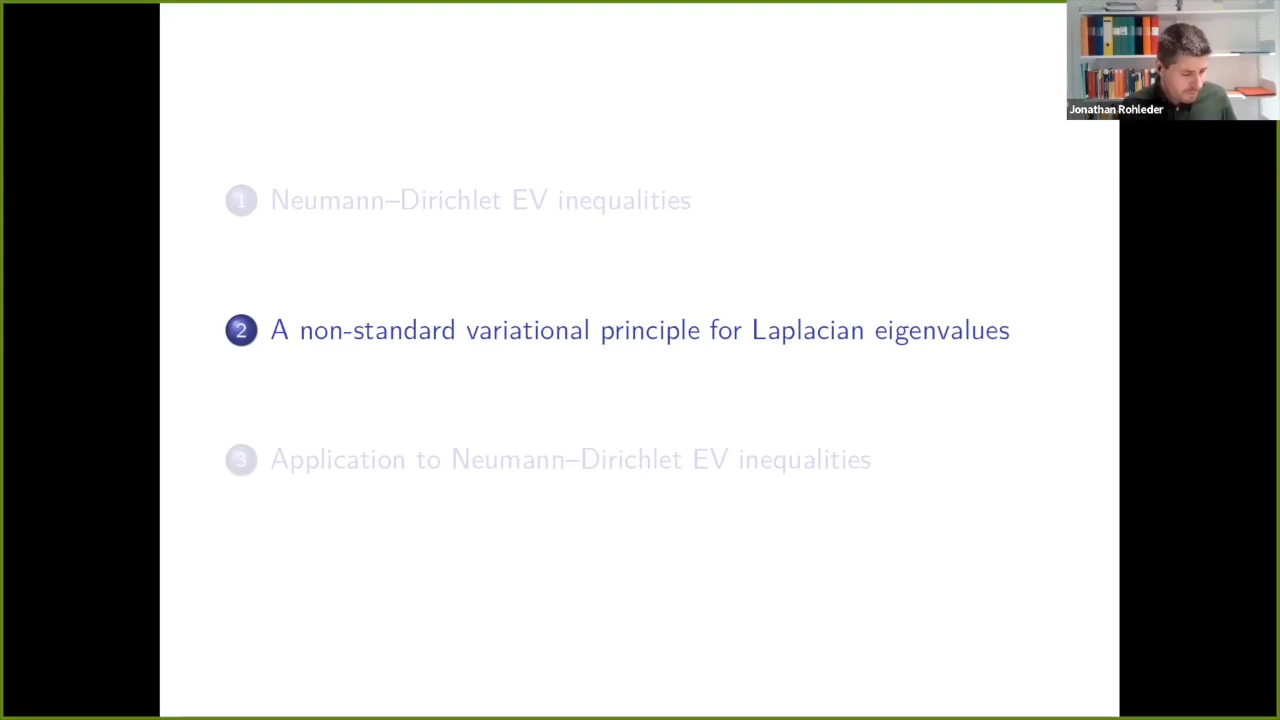 Jonathan Rohleder
1 Neumann–Dirichlet EV inequalities
2 A non-standard variational principle for Laplacian eigenvalues
3 Application to Neumann–Dirichlet EV inequalities